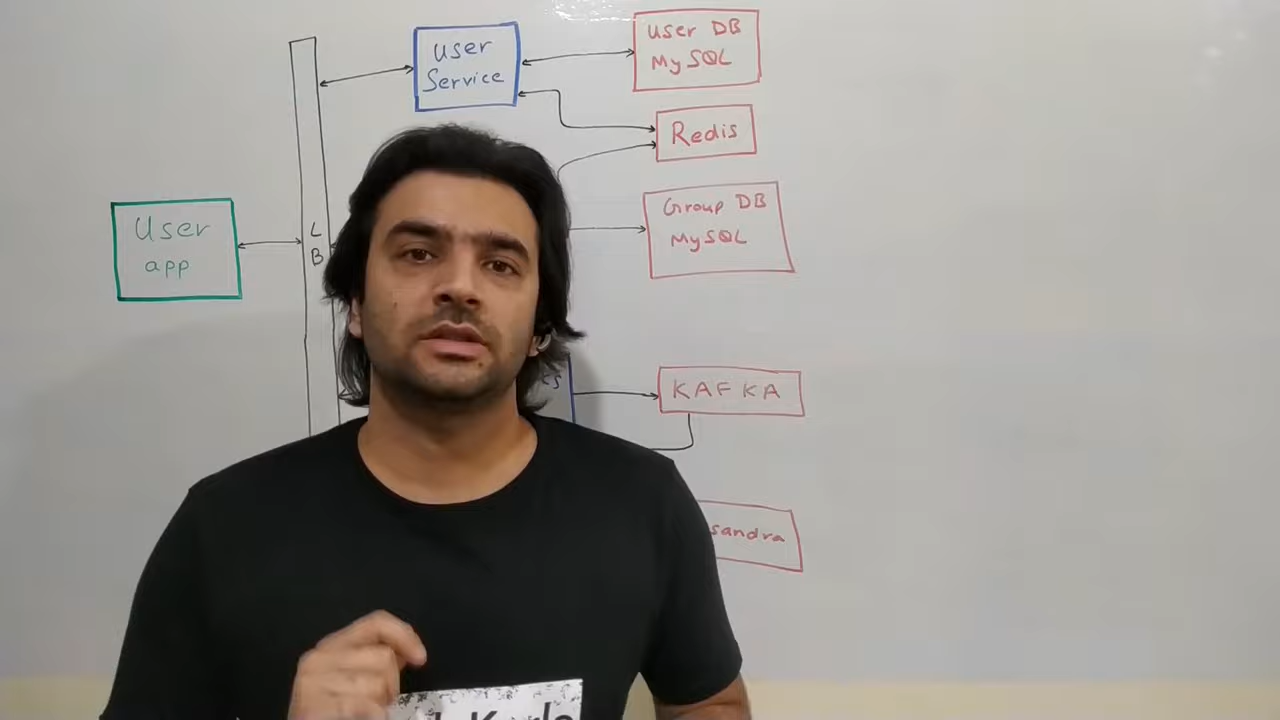 User
app
L
B
User
Service
User DB
MySQL
Redis
Group DB
MySQL
KAFKA
sandra